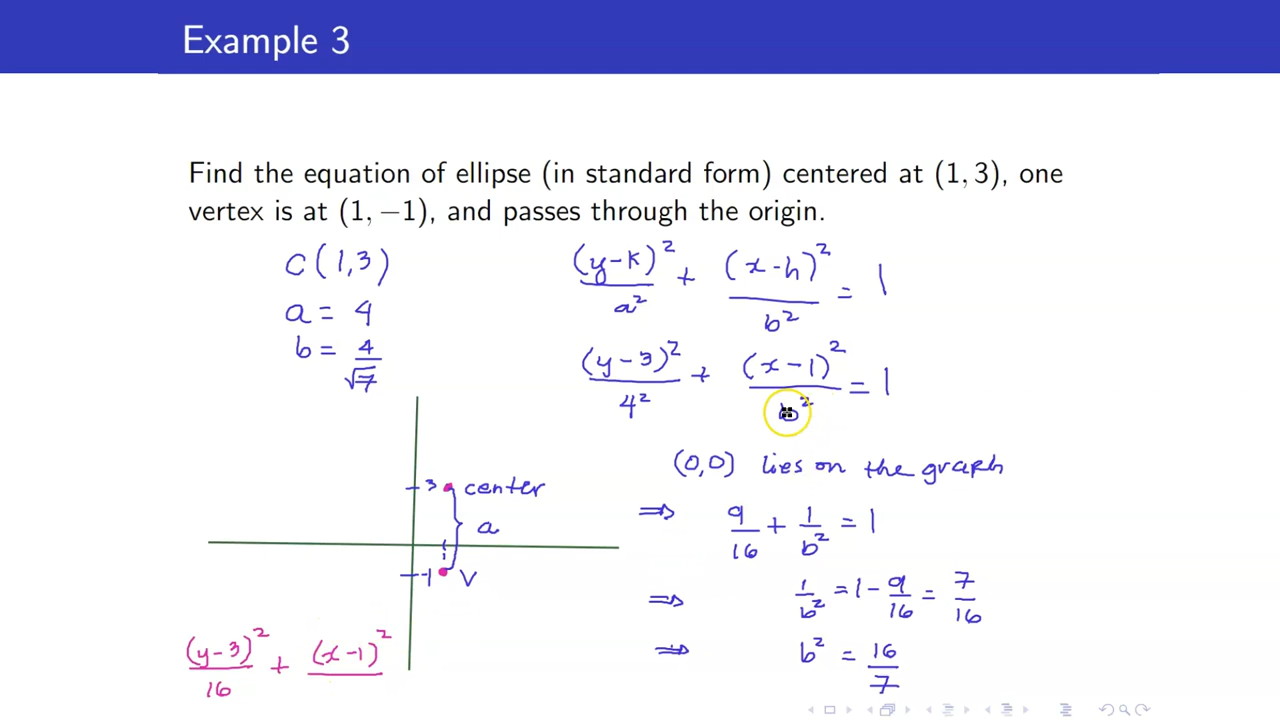 Example 3
Find the equation of ellipse (in standard form) centered at (1, 3), one
vertex is at (1, −1), and passes through the origin.
C(1,3)
a = 4
b = 4/√7
(y-k)²/a² + (x-h)²/b² = 1
(y-3)²/4² + (x-1)²/b² = 1
(0,0) lies on the graph
⇒ 9/16 + 1/b² = 1
⇒ 1/b² = 1 - 9/16 = 7/16
⇒ b² = 16/7
3 center
a
-1 V
(y-3)²/16 + (x-1)²